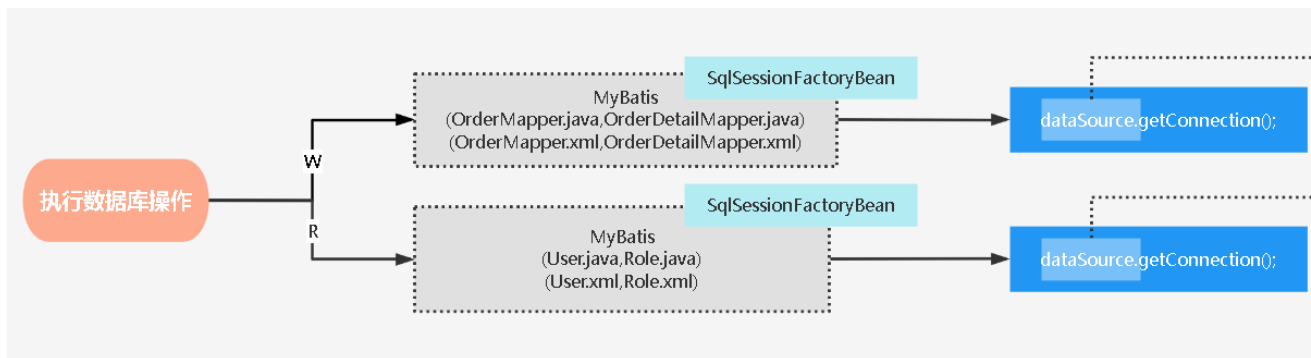 执行数据库操作
W
R
SqlSessionFactoryBean
MyBatis
(OrderMapper.java,OrderDetailMapper.java)
(OrderMapper.xml,OrderDetailMapper.xml)
dataSource.getConnection();
SqlSessionFactoryBean
MyBatis
(User.java,Role.java)
(User.xml,Role.xml)
dataSource.getConnection();